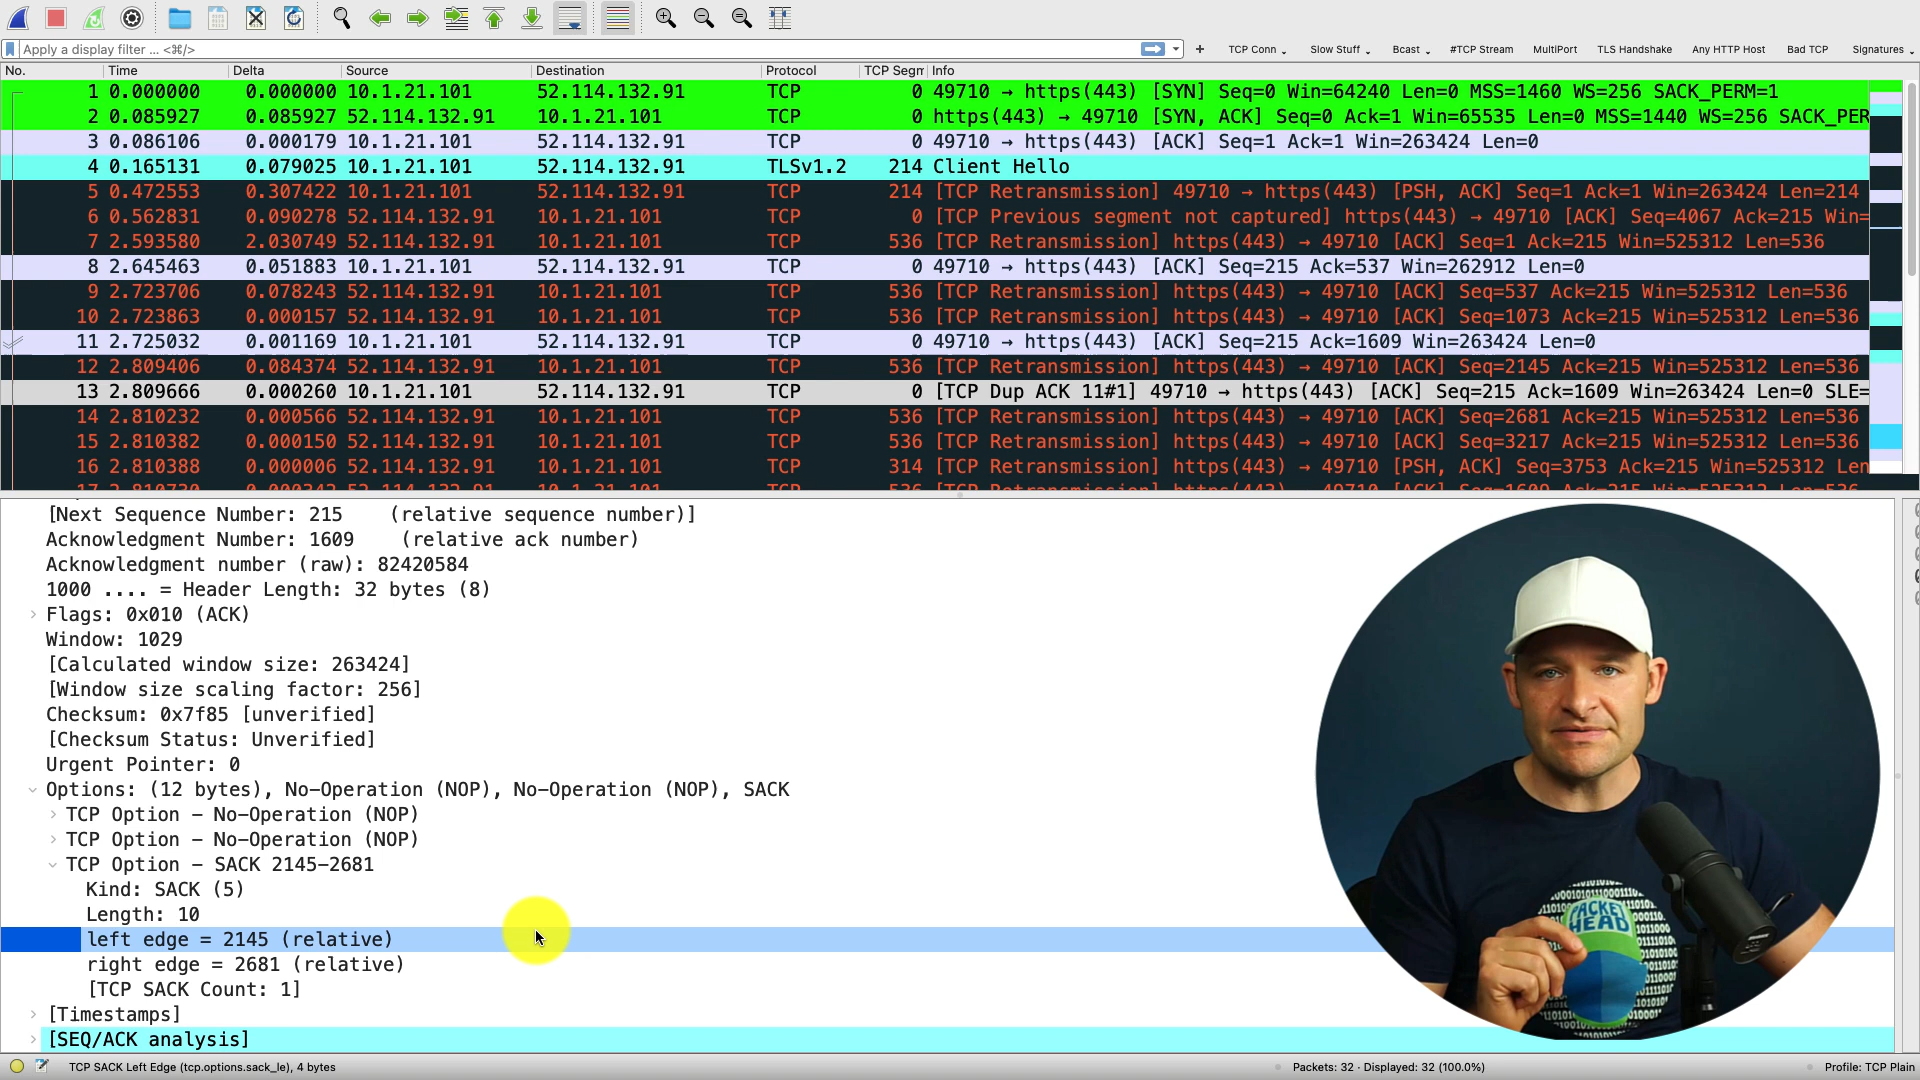 Apply a display filter ... <⌘/>
+ TCP Conn Slow Stuff Bcast #TCP Stream MultiPort TLS Handshake Any HTTP Host Bad TCP Signatures
No. Time Delta Source Destination Protocol TCP Segm Info
1 0.000000 0.000000 10.1.21.101 52.114.132.91 TCP 0 49710 → https(443) [SYN] Seq=0 Win=64240 Len=0 MSS=1460 WS=256 SACK_PERM=1
2 0.085927 0.085927 52.114.132.91 10.1.21.101 TCP 0 https(443) → 49710 [SYN, ACK] Seq=0 Ack=1 Win=65535 Len=0 MSS=1440 WS=256 SACK_PER
3 0.086106 0.000179 10.1.21.101 52.114.132.91 TCP 0 49710 → https(443) [ACK] Seq=1 Ack=1 Win=263424 Len=0
4 0.165131 0.079025 10.1.21.101 52.114.132.91 TLSv1.2 214 Client Hello
5 0.472553 0.307422 10.1.21.101 52.114.132.91 TCP 214 [TCP Retransmission] 49710 → https(443) [PSH, ACK] Seq=1 Ack=1 Win=263424 Len=214
6 0.562831 0.090278 52.114.132.91 10.1.21.101 TCP 0 [TCP Previous segment not captured] https(443) → 49710 [ACK] Seq=4067 Ack=215 Win=
7 2.593580 2.030749 52.114.132.91 10.1.21.101 TCP 536 [TCP Retransmission] https(443) → 49710 [ACK] Seq=1 Ack=215 Win=525312 Len=536
8 2.645463 0.051883 10.1.21.101 52.114.132.91 TCP 0 49710 → https(443) [ACK] Seq=215 Ack=537 Win=262912 Len=0
9 2.723706 0.078243 52.114.132.91 10.1.21.101 TCP 536 [TCP Retransmission] https(443) → 49710 [ACK] Seq=537 Ack=215 Win=525312 Len=536
10 2.723863 0.000157 52.114.132.91 10.1.21.101 TCP 536 [TCP Retransmission] https(443) → 49710 [ACK] Seq=1073 Ack=215 Win=525312 Len=536
11 2.725032 0.001169 10.1.21.101 52.114.132.91 TCP 0 49710 → https(443) [ACK] Seq=215 Ack=1609 Win=263424 Len=0
12 2.809406 0.084374 52.114.132.91 10.1.21.101 TCP 536 [TCP Retransmission] https(443) → 49710 [ACK] Seq=2145 Ack=215 Win=525312 Len=536
13 2.809666 0.000260 10.1.21.101 52.114.132.91 TCP 0 [TCP Dup ACK 11#1] 49710 → https(443) [ACK] Seq=215 Ack=1609 Win=263424 Len=0 SLE=
14 2.810232 0.000566 52.114.132.91 10.1.21.101 TCP 536 [TCP Retransmission] https(443) → 49710 [ACK] Seq=2681 Ack=215 Win=525312 Len=536
15 2.810382 0.000150 52.114.132.91 10.1.21.101 TCP 536 [TCP Retransmission] https(443) → 49710 [ACK] Seq=3217 Ack=215 Win=525312 Len=536
16 2.810388 0.000006 52.114.132.91 10.1.21.101 TCP 314 [TCP Retransmission] https(443) → 49710 [PSH, ACK] Seq=3753 Ack=215 Win=525312 Len
[Next Sequence Number: 215 (relative sequence number)]
Acknowledgment Number: 1609 (relative ack number)
Acknowledgment number (raw): 82420584
1000 .... = Header Length: 32 bytes (8)
Flags: 0x010 (ACK)
Window: 1029
[Calculated window size: 263424]
[Window size scaling factor: 256]
Checksum: 0x7f85 [unverified]
[Checksum Status: Unverified]
Urgent Pointer: 0
Options: (12 bytes), No-Operation (NOP), No-Operation (NOP), SACK
TCP Option – No-Operation (NOP)
TCP Option – No-Operation (NOP)
TCP Option – SACK 2145-2681
Kind: SACK (5)
Length: 10
left edge = 2145 (relative)
right edge = 2681 (relative)
[TCP SACK Count: 1]
[Timestamps]
[SEQ/ACK analysis]
PACKET
HEAD
TCP SACK Left Edge (tcp.options.sack_le), 4 bytes
Packets: 32 · Displayed: 32 (100.0%)
Profile: TCP Plain